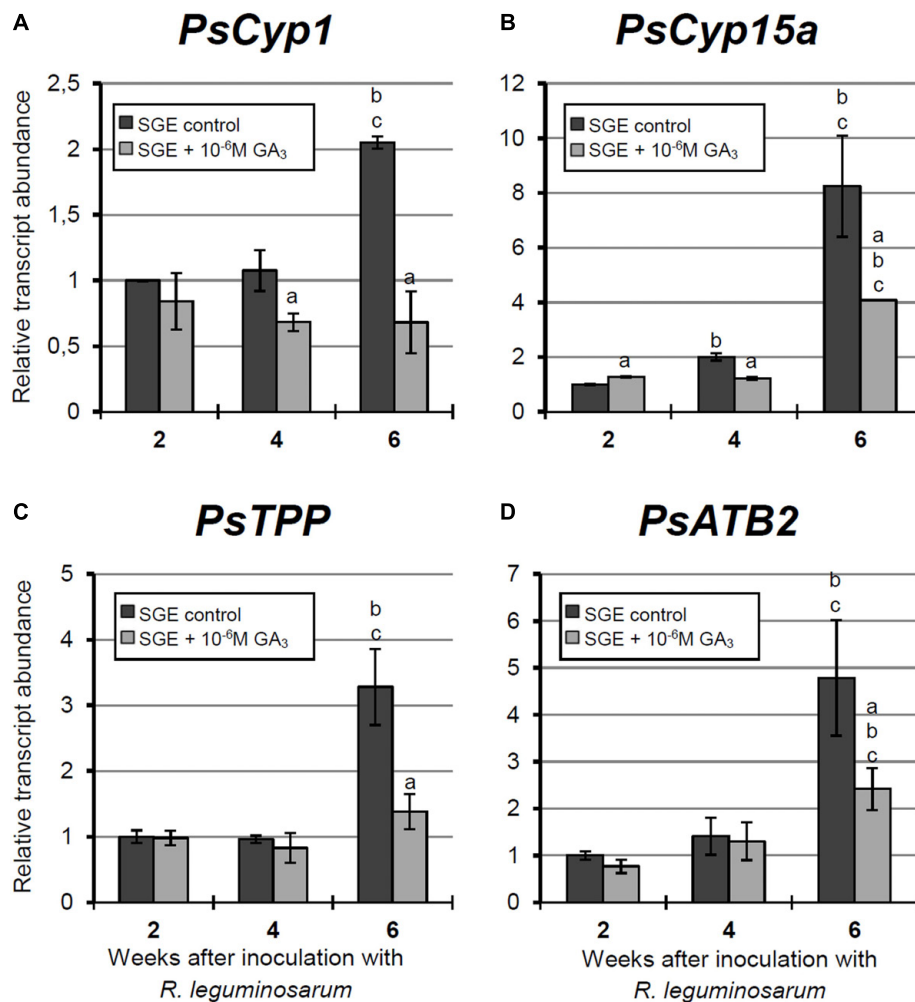 A
PsCyp1
Relative transcript abundance
2,5
2
1,5
1
0,5
0
SGE control
SGE + 10⁻⁶M GA₃
a
b
c
a
2
4
6
B
PsCyp15a
12
10
8
6
4
2
0
SGE control
SGE + 10⁻⁶M GA₃
a
b
a
b
c
a
b
c
2
4
6
C
PsTPP
Relative transcript abundance
5
4
3
2
1
0
SGE control
SGE + 10⁻⁶M GA₃
b
c
a
2
4
6
Weeks after inoculation with
R. leguminosarum
D
PsATB2
7
6
5
4
3
2
1
0
SGE control
SGE + 10⁻⁶M GA₃
b
c
a
b
c
2
4
6
Weeks after inoculation with
R. leguminosarum